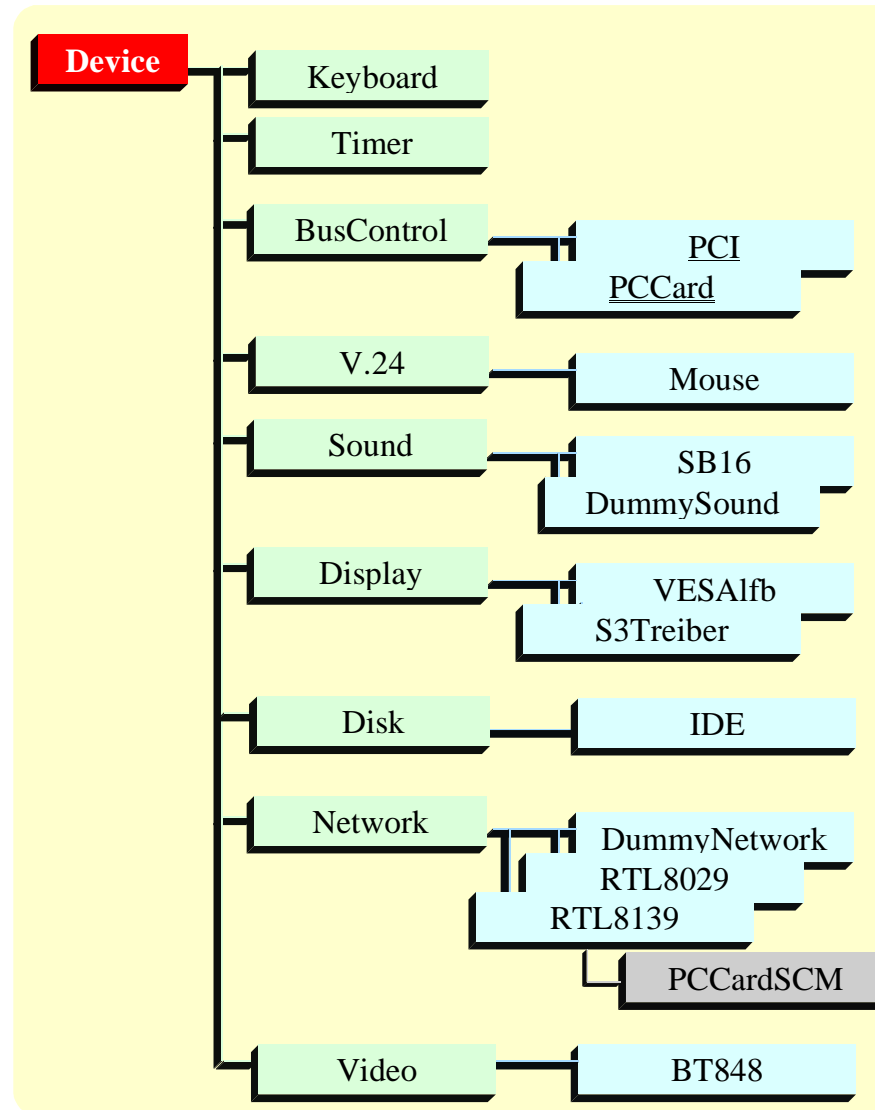 Device
Keyboard
Timer
BusControl
PCI
PCCard
V.24
Mouse
Sound
SB16
DummySound
Display
VESAlfb
S3Treiber
Disk
IDE
Network
DummyNetwork
RTL8029
RTL8139
PCCardSCM
Video
BT848